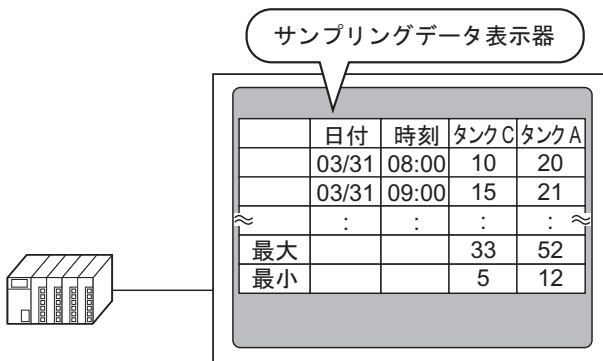 サンプリングデータ表示器
日付 時刻 タンクC タンクA
03/31 08:00 10 20
03/31 09:00 15 21
: : : :
最大 33 52
最小 5 12